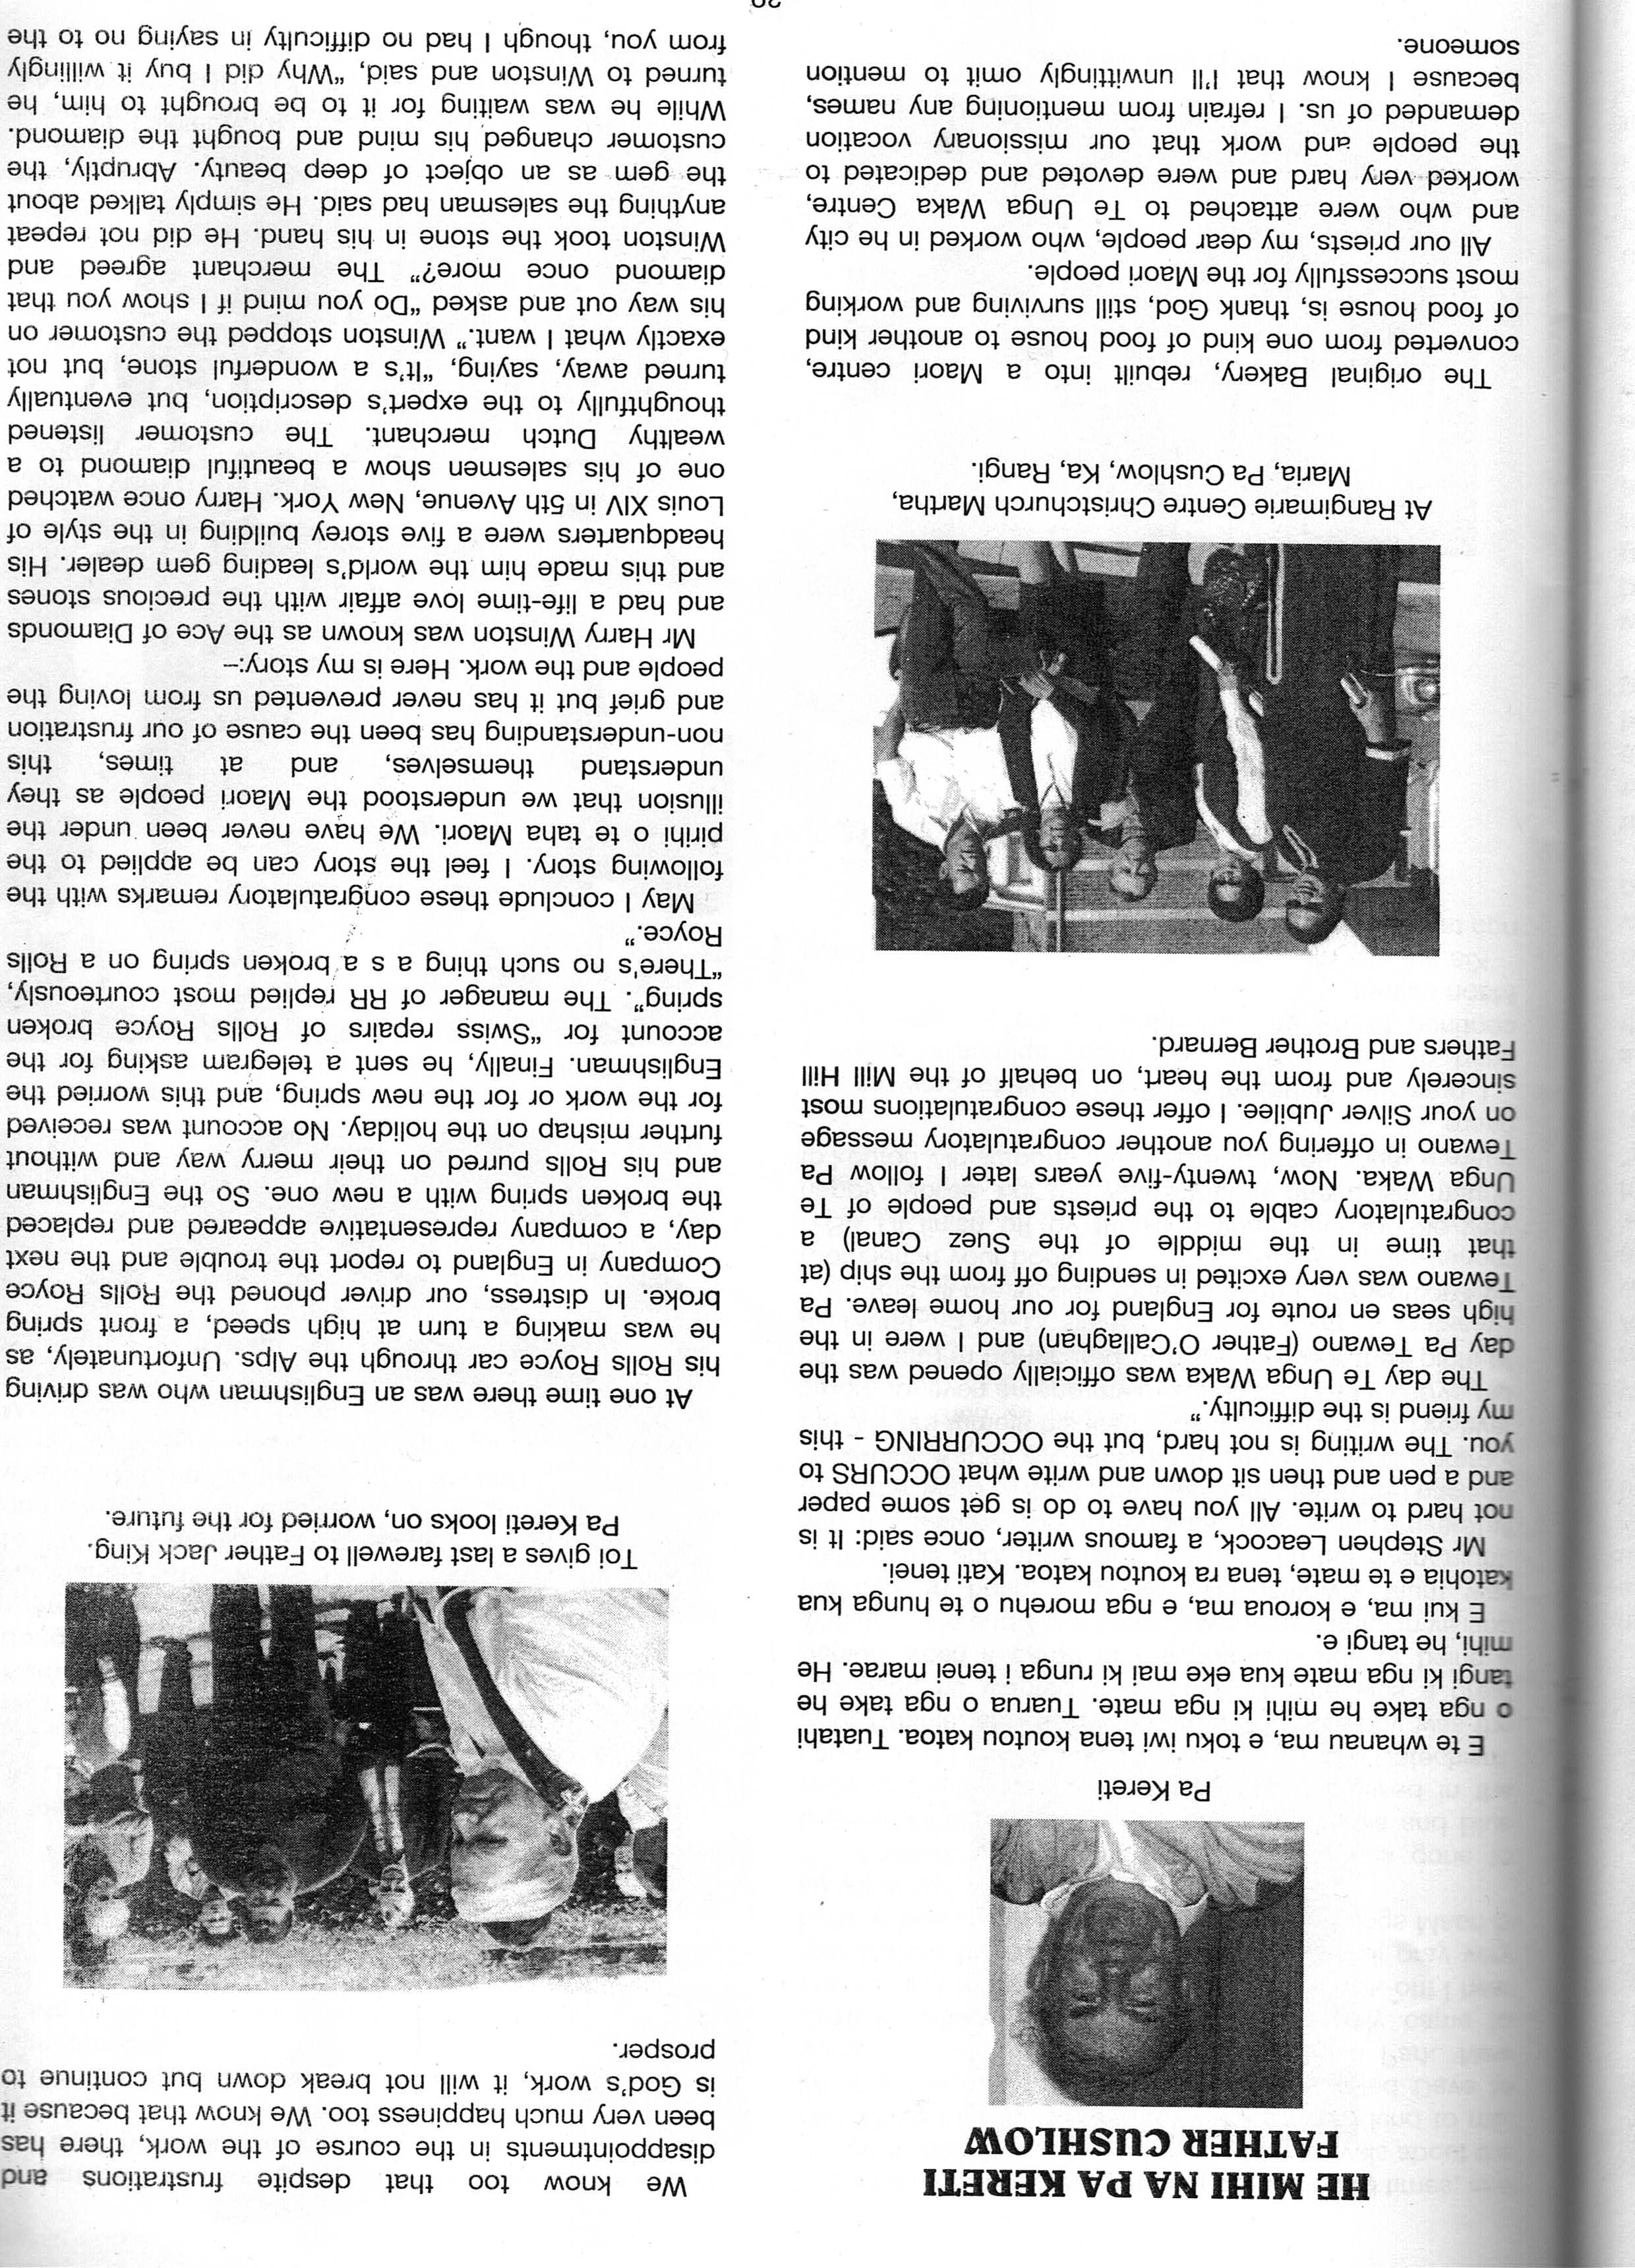 HE MIHI NA PA KERETI
FATHER CUSHLOW
Pa Kereti
E te whanau ma, e toku iwi tena koutou katoa. Tuatahi
o nga take he mihi ki nga mate. Tuarua o nga take he
tangi ki nga mate kua eke mai ki runga i tenei marae. He
mihi, he tangi e.
E kui ma, e koroua ma, e nga morehu o te hunga kua
katohia e te mate, tena ra koutou katoa. Kati tenei.
Mr Stephen Leacock, a famous writer, once said: It is
not hard to write. All you have to do is get some paper
and a pen and then sit down and write what OCCURS to
you. The writing is not hard, but the OCCURRING - this
my friend is the difficulty.”
The day Te Unga Waka was officially opened was the
day Pa Tewano (Father O’Callaghan) and I were in the
high seas en route for England for our home leave. Pa
Tewano was very excited in sending off from the ship (at
that time in the middle of the Suez Canal) a
congratulatory cable to the priests and people of Te
Unga Waka. Now, twenty-five years later I follow Pa
Tewano in offering you another congratulatory message
on your Silver Jubilee. I offer these congratulations most
sincerely and from the heart, on behalf of the Mill Hill
Fathers and Brother Bernard.
At Rangimarie Centre Christchurch Martha,
Maria, Pa Cushlow, Ka, Rangi.
The original Bakery, rebuilt into a Maori centre,
converted from one kind of food house to another kind
of food house is, thank God, still surviving and working
most successfully for the Maori people.
All our priests, my dear people, who worked in he city
and who were attached to Te Unga Waka Centre,
worked very hard and were devoted and dedicated to
the people and work that our missionary vocation
demanded of us. I refrain from mentioning any names,
because I know that I’ll unwittingly omit to mention
someone.
We know too that despite frustrations and
disappointments in the course of the work, there has
been very much happiness too. We know that because it
is God’s work, it will not break down but continue to
prosper.
Toi gives a last farewell to Father Jack King.
Pa Kereti looks on, worried for the future.
At one time there was an Englishman who was driving
his Rolls Royce car through the Alps. Unfortunately, as
he was making a turn at high speed, a front spring
broke. In distress, our driver phoned the Rolls Royce
Company in England to report the trouble and the next
day, a company representative appeared and replaced
the broken spring with a new one. So the Englishman
and his Rolls purred on their merry way and without
further mishap on the holiday. No account was received
for the work or for the new spring, and this worried the
Englishman. Finally, he sent a telegram asking for the
account for “Swiss repairs of Rolls Royce broken
spring”. The manager of RR replied most courteously,
“There's no such thing a s a broken spring on a Rolls
Royce.”
May I conclude these congratulatory remarks with the
following story. I feel the story can be applied to the
pirihi o te taha Maori. We have never been under the
illusion that we understood the Maori people as they
understand themselves, and at times, this
non-understanding has been the cause of our frustration
and grief but it has never prevented us from loving the
people and the work. Here is my story:–
Mr Harry Winston was known as the Ace of Diamonds
and had a life-time love affair with the precious stones
and this made him the world’s leading gem dealer. His
headquarters were a five storey building in the style of
Louis XIV in 5th Avenue, New York. Harry once watched
one of his salesmen show a beautiful diamond to a
wealthy Dutch merchant. The customer listened
thoughtfully to the expert’s description, but eventually
turned away, saying, “It’s a wonderful stone, but not
exactly what I want.” Winston stopped the customer on
his way out and asked “Do you mind if I show you that
diamond once more?” The merchant agreed and
Winston took the stone in his hand. He did not repeat
anything the salesman had said. He simply talked about
the gem as an object of deep beauty. Abruptly, the
customer changed his mind and bought the diamond.
While he was waiting for it to be brought to him, he
turned to Winston and said, “Why did I buy it willingly
from you, though I had no difficulty in saying no to the